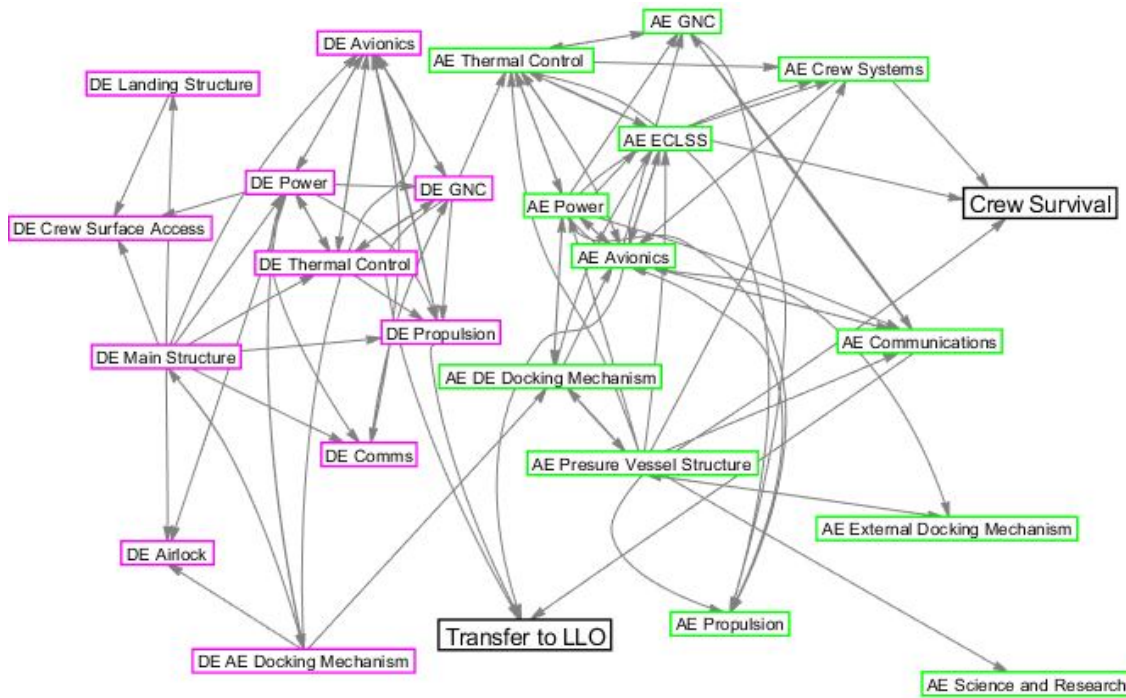 AE GNC
DE Avionics
AE Thermal Control
AE Crew Systems
DE Landing Structure
AE ECLSS
DE Power
DE GNC
AE Power
Crew Survival
DE Crew Surface Access
AE Avionics
DE Thermal Control
DE Propulsion
AE Communications
DE Main Structure
AE DE Docking Mechanism
DE Comms
AE Presure Vessel Structure
AE External Docking Mechanism
DE Airlock
AE Propulsion
Transfer to LLO
DE AE Docking Mechanism
AE Science and Research